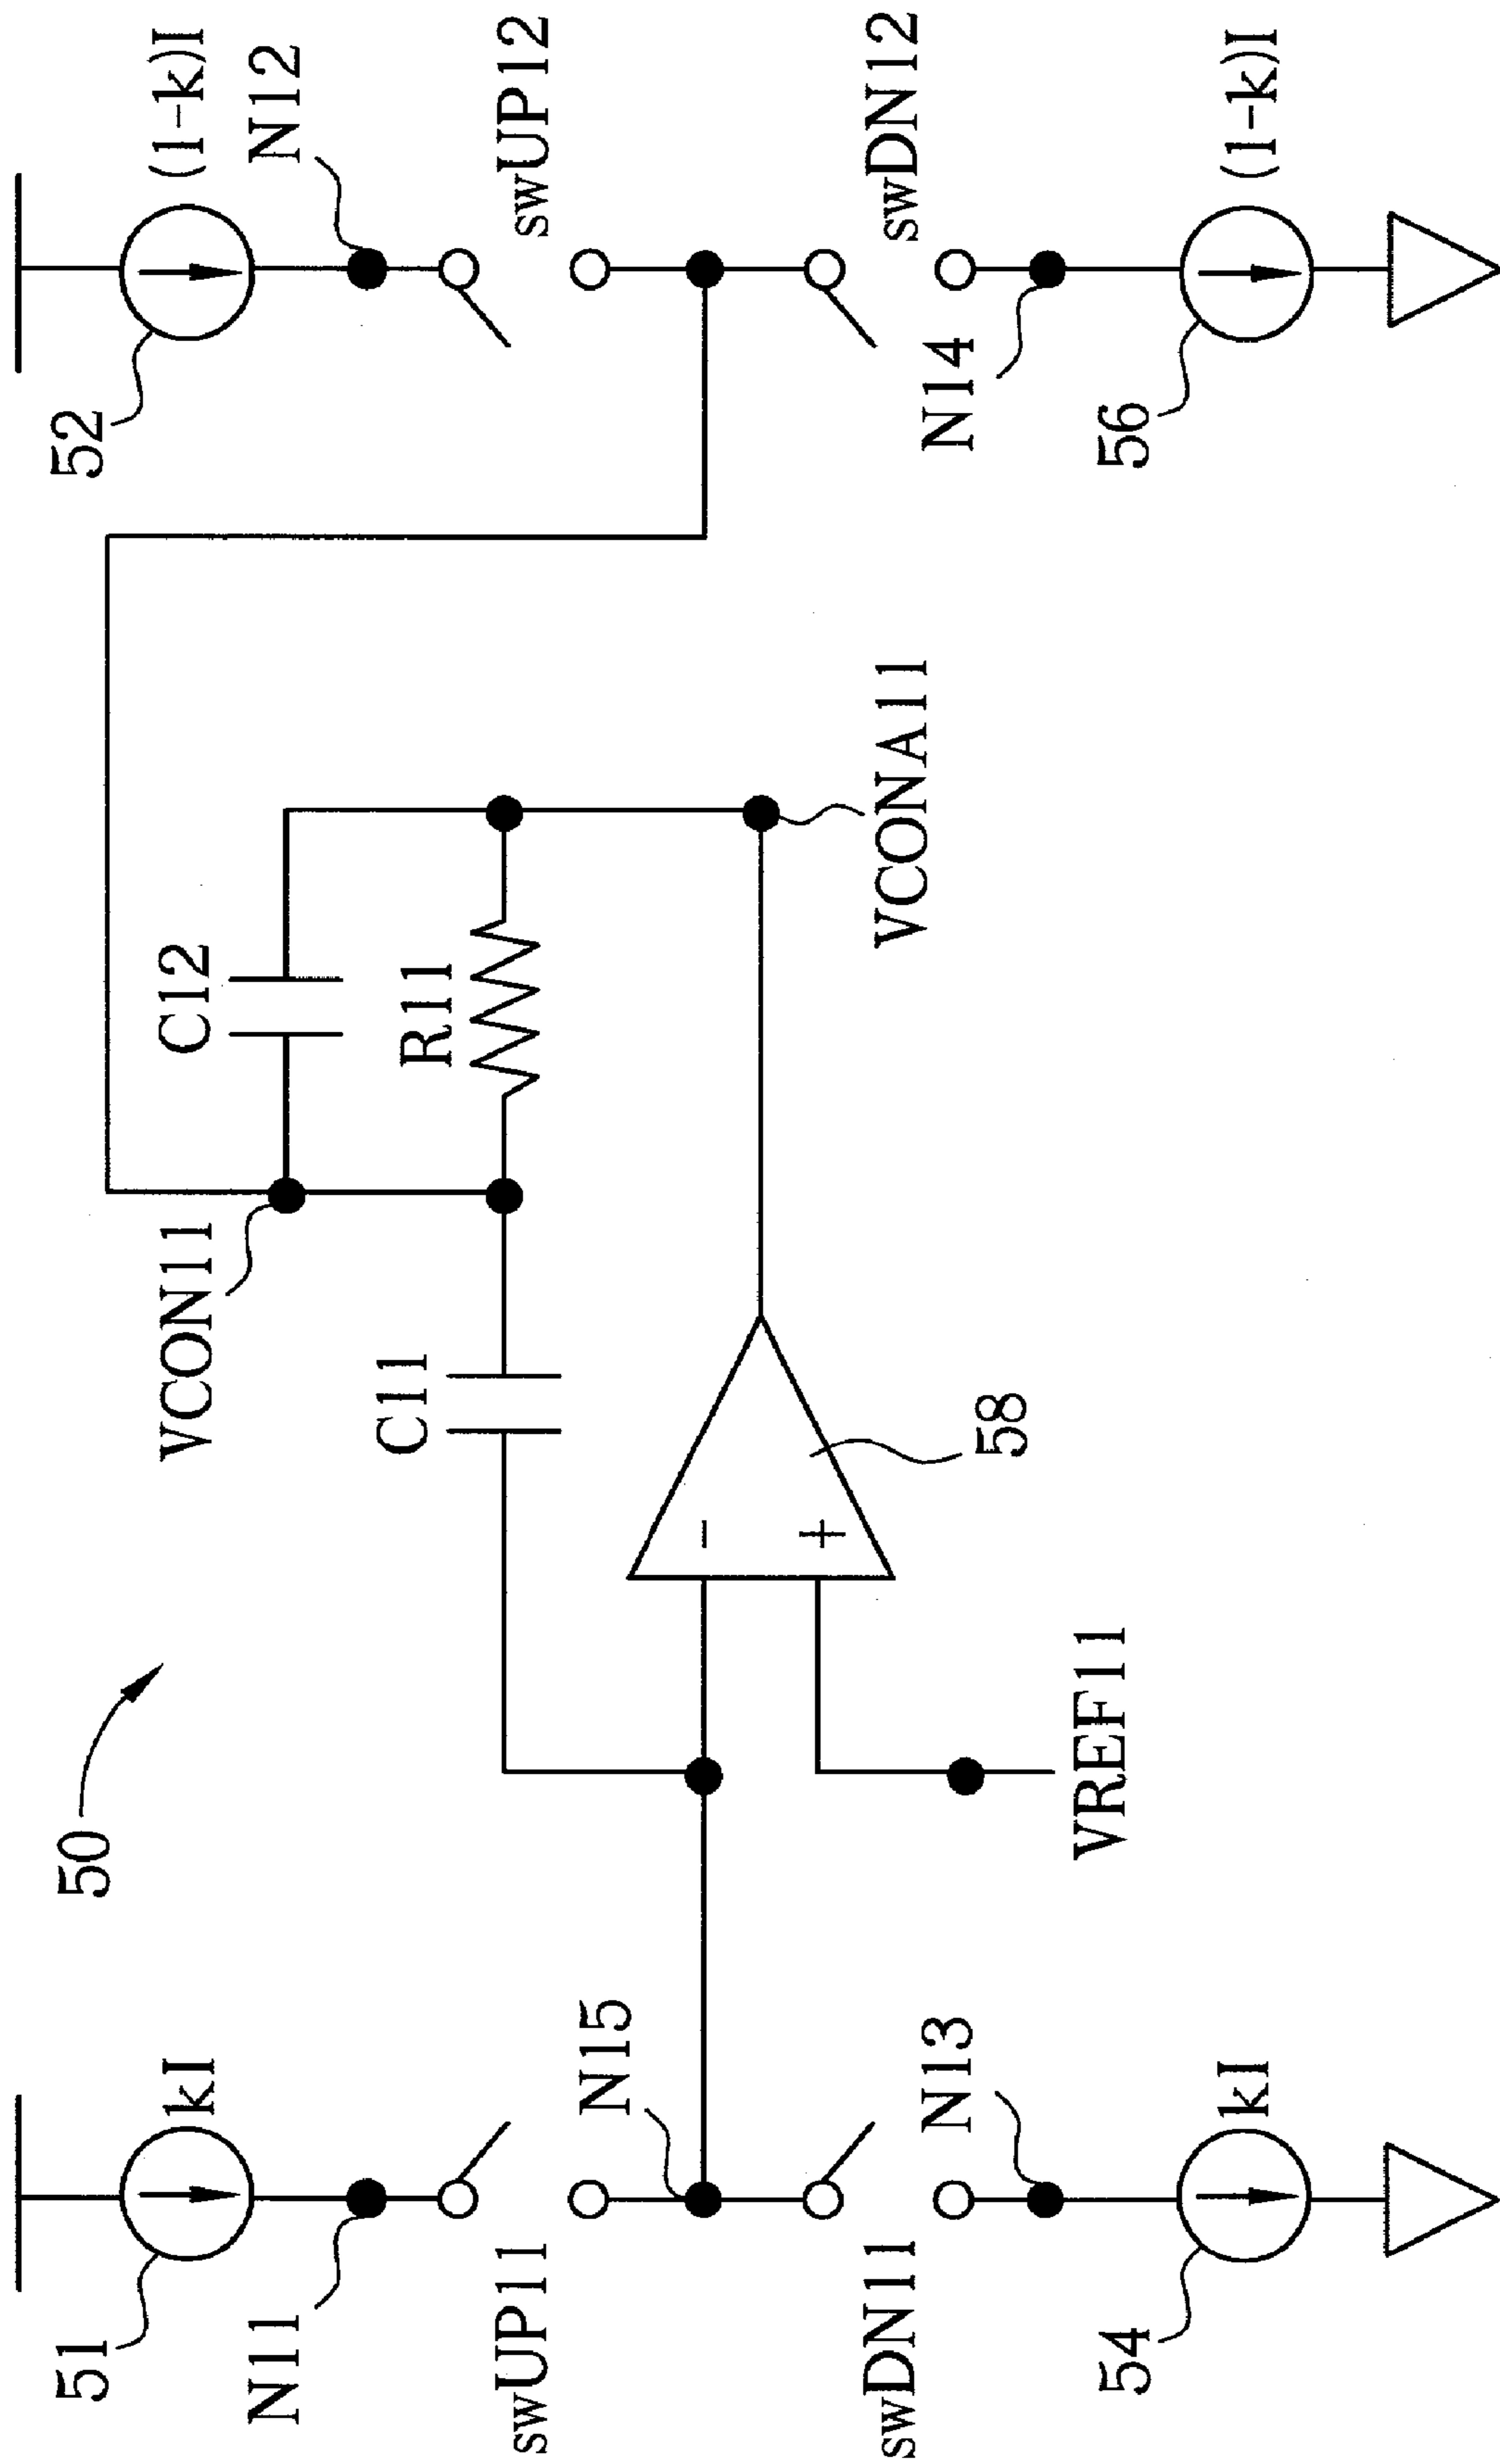 50
51
kI
N11
swUP11
N15
swDN11
N13
54
kI
VREF11
-
+
58
C11
VCON11
C12
R11
VCONA11
52
(1-k)I
N12
swUP12
swDN12
N14
56
(1-k)I